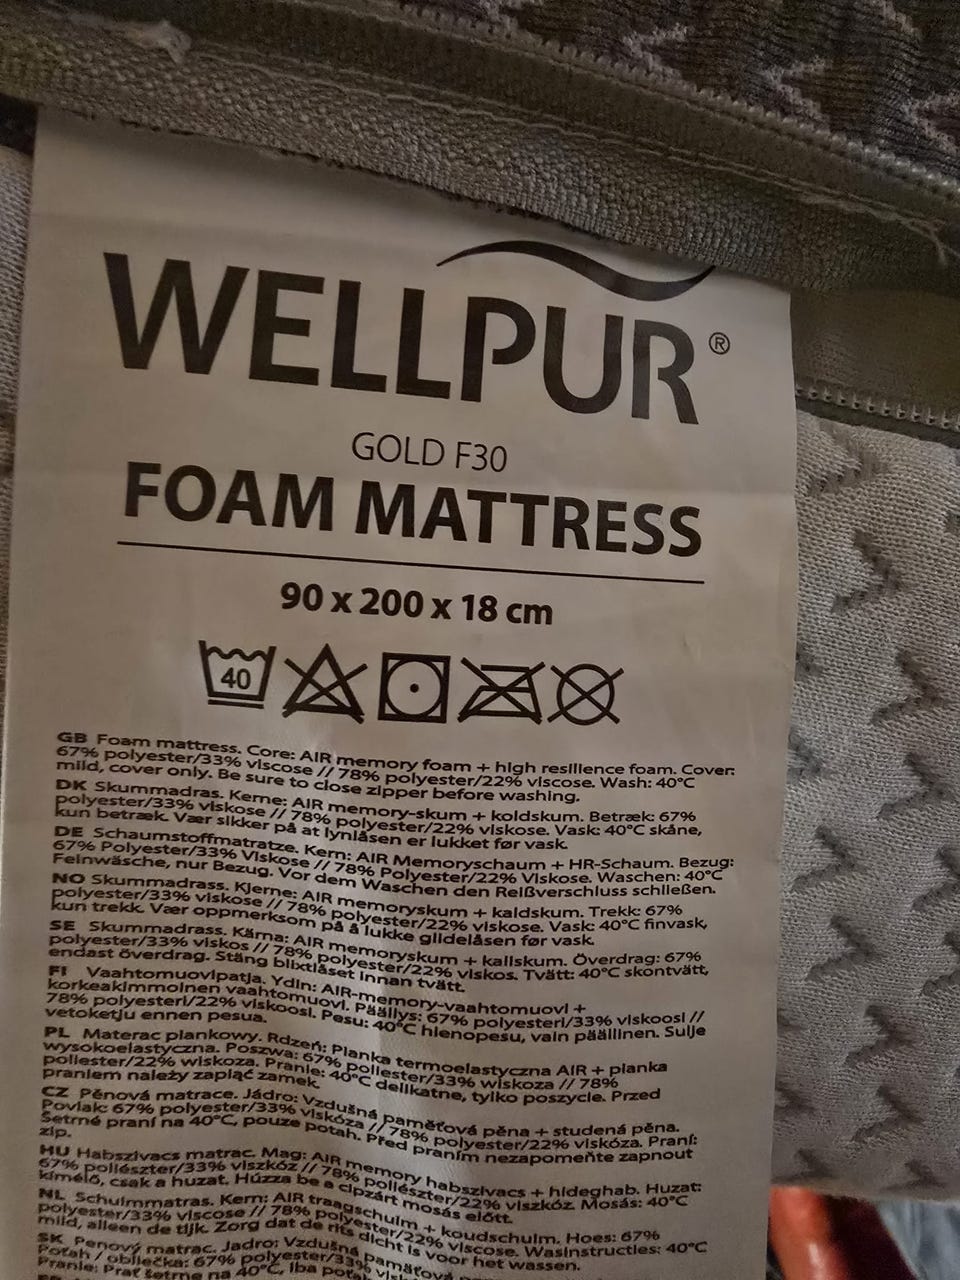 WELLPUR®
GOLD F30
FOAM MATTRESS
90 x 200 x 18 cm
40
GB Foam mattress. Core: AIR memory foam + high resilience foam. Cover:
67% polyester/33% viscose // 78% polyester/22% viscose. Wash: 40°C
mild, cover only. Be sure to close zipper before washing.
DK Skummadras. Kerne: AIR memory-skum + koldskum. Betræk: 67%
polyester/33% viskose // 78% polyester/22% viskose. Vask: 40°C skåne,
kun betræk. Vær sikker på at lynlåsen er lukket før vask.
DE Schaumstoffmatratze. Kern: AIR Memoryschaum + HR-Schaum. Bezug:
67% Polyester/33% Viskose // 78% Polyester/22% Viskose. Waschen: 40°C
Feinwäsche, nur Bezug. Vor dem Waschen den Reißverschluss schließen.
NO Skummadrass. Kjerne: AIR memoryskum + kaldskum. Trekk: 67%
polyester/33% viskose // 78% polyester/22% viskose. Vask: 40°C finvask,
kun trekk. Vær oppmerksom på å lukke glidelåsen før vask.
SE Skummadrass. Kärna: AIR memoryskum + kallskum. Överdrag: 67%
polyester/33% viskos // 78% polyester/22% viskos. Tvätt: 40°C skontvätt,
endast överdrag. Stäng blixtlåset innan tvätt.
FI Vaahtomuovipatja. Ydin: AIR-memory-vaahtomuovi +
korkeakimmoinen vaahtomuovi. Päällys: 67% polyesteri/33% viskoosi //
78% polyesteri/22% viskoosi. Pesu: 40°C hienopesu, vain päällinen. Sulje
vetoketju ennen pesua.
PL Materac piankowy. Rdzeń: Pianka termoelastyczna AIR + pianka
wysokoelastyczna. Poszwa: 67% poliester/33% wiskoza // 78%
poliester/22% wiskoza. Pranie: 40°C delikatne, tylko poszycie. Przed
praniem należy zapiąć zamek.
CZ Pěnová matrace. Jádro: Vzdušná paměťová pěna + studená pěna.
Povlak: 67% polyester/33% viskóza // 78% polyester/22% viskóza. Praní:
Šetrné praní na 40°C, pouze potah. Před praním nezapomeňte zapnout
zip.
HU Habszivacs matrac. Mag: AIR memory habszivacs + hideghab. Huzat:
67% poliészter/33% viszkóz // 78% poliészter/22% viszkóz. Mosás: 40°C
kímélő, csak a huzat. Húzza be a cipzárt mosás előtt.
NL Schuimmatras. Kern: AIR traagschuim + koudschuim. Hoes: 67%
polyester/33% viscose // 78% polyester/22% viscose. Wasinstructies: 40°C
mild, alleen de tijk. Zorg dat de rits dicht is voor het wassen.
SK Penový matrac. Jadro: Vzdušná pamäťová
Poťah / obliečka: 67% polyester/33%
Pranie: Prať šetrne na 40°C, iba